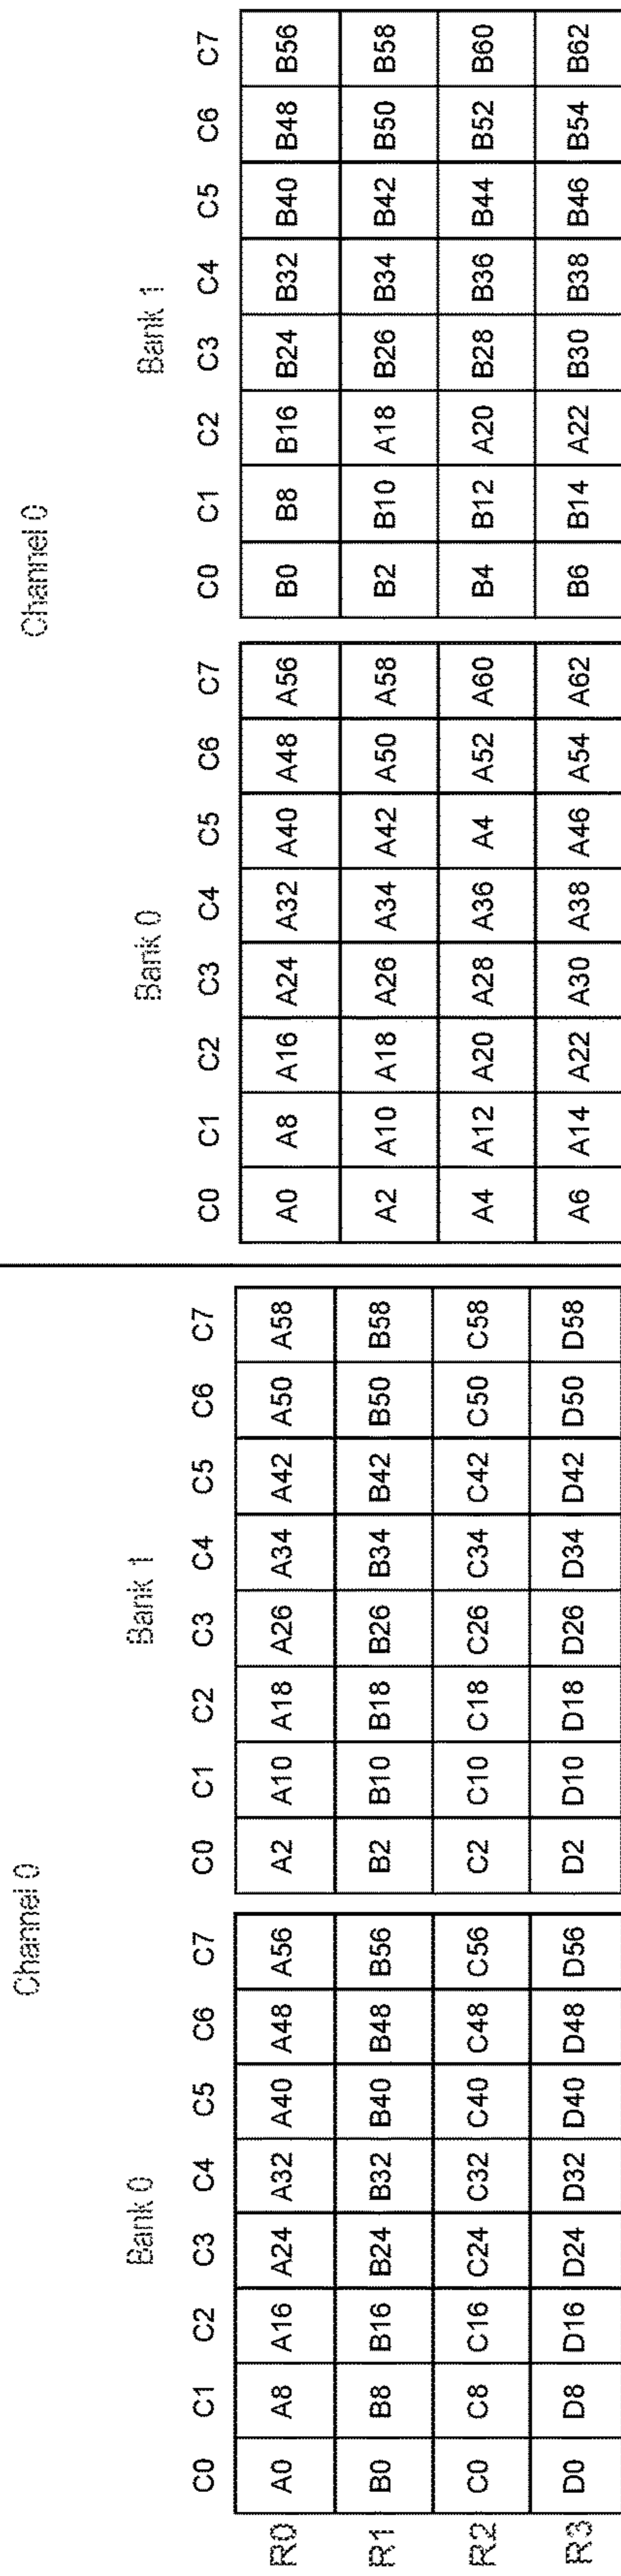 Channel 0 Channel 0
Bank 0 Bank 1 Bank 0 Bank 1
C0 C1 C2 C3 C4 C5 C6 C7 C0 C1 C2 C3 C4 C5 C6 C7 C0 C1 C2 C3 C4 C5 C6 C7 C0 C1 C2 C3 C4 C5 C6 C7
R0 A0 A8 A16 A24 A32 A40 A48 A56 A2 A10 A18 A26 A34 A42 A50 A58 A0 A8 A16 A24 A32 A40 A48 A56 B0 B8 B16 B24 B32 B40 B48 B56
R1 B0 B8 B16 B24 B32 B40 B48 B56 B2 B10 B18 B26 B34 B42 B50 B58 A2 A10 A18 A26 A34 A42 A50 A58 B2 B10 A18 B26 B34 B42 B50 B58
R2 C0 C8 C16 C24 C32 C40 C48 C56 C2 C10 C18 C26 C34 C42 C50 C58 A4 A12 A20 A28 A36 A4 A52 A60 B4 B12 A20 B28 B36 B44 B52 B60
R3 D0 D8 D16 D24 D32 D40 D48 D56 D2 D10 D18 D26 D34 D42 D50 D58 A6 A14 A22 A30 A38 A46 A54 A62 B6 B14 A22 B30 B38 B46 B54 B62